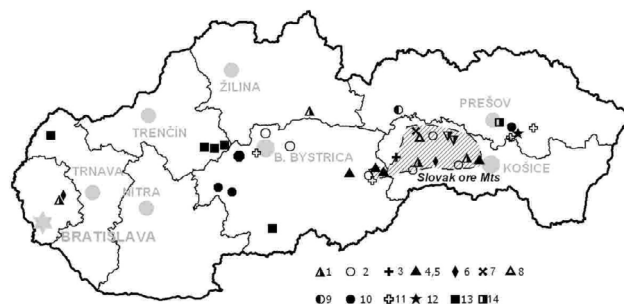 ŽILINA
PREŠOV
TRENČÍN
B. BYSTRICA
KOŠICE
TRNAVA
NITRA
Slovak ore Mts
BRATISLAVA
1 2 3 4,5 6 7 8
9 10 11 12 13 14